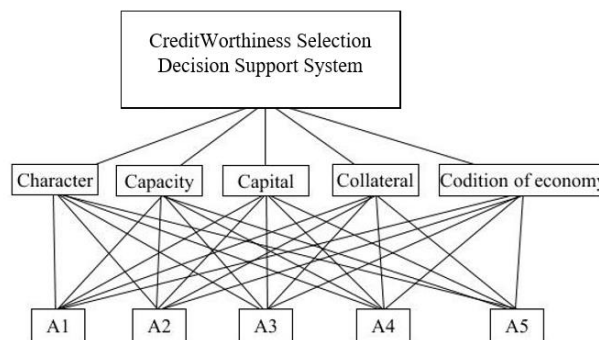 CreditWorthiness Selection
Decision Support System
Character
Capacity
Capital
Collateral
Codition of economy
A1
A2
A3
A4
A5